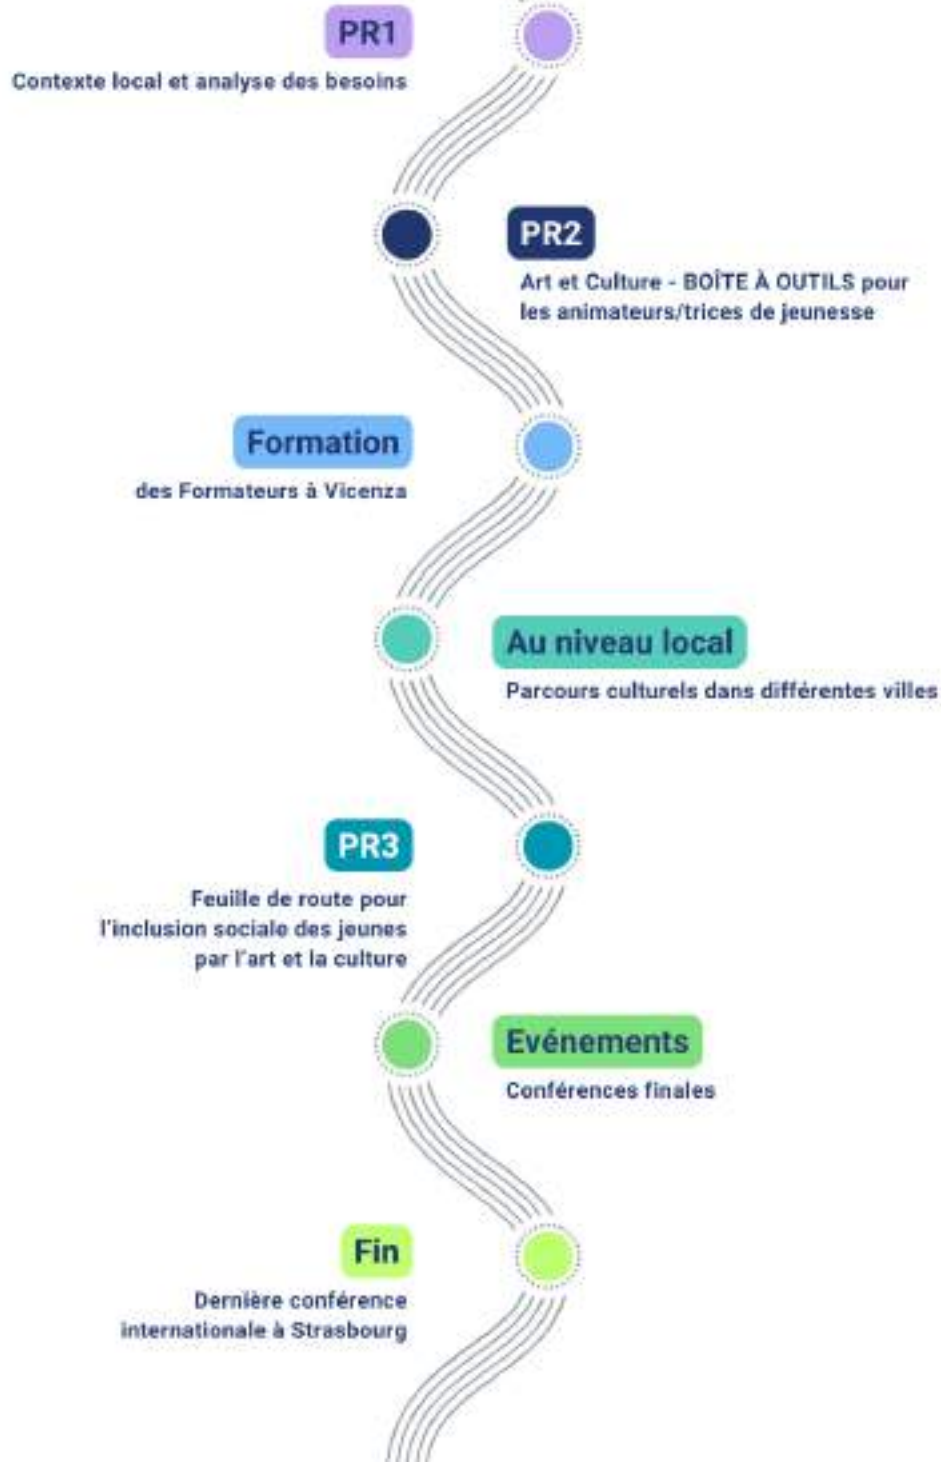 PR1
Contexte local et analyse des besoins
PR2
Art et Culture - BOÎTE À OUTILS pour
les animateurs/trices de jeunesse
Formation
des Formateurs à Vicenza
Au niveau local
Parcours culturels dans différentes villes
PR3
Feuille de route pour
l'inclusion sociale des jeunes
par l'art et la culture
Evénements
Conférences finales
Fin
Dernière conférence
internationale à Strasbourg